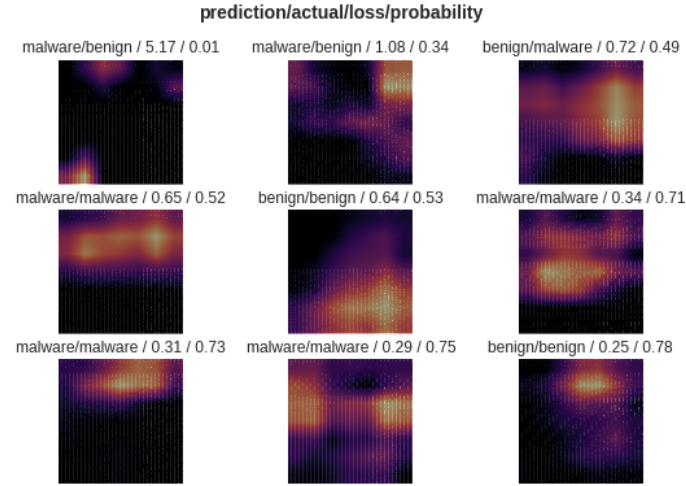 prediction/actual/loss/probability
malware/benign / 5.17 / 0.01
malware/benign / 1.08 / 0.34
benign/malware / 0.72 / 0.49
malware/malware / 0.65 / 0.52
benign/benign / 0.64 / 0.53
malware/malware / 0.34 / 0.71
malware/malware / 0.31 / 0.73
malware/malware / 0.29 / 0.75
benign/benign / 0.25 / 0.78